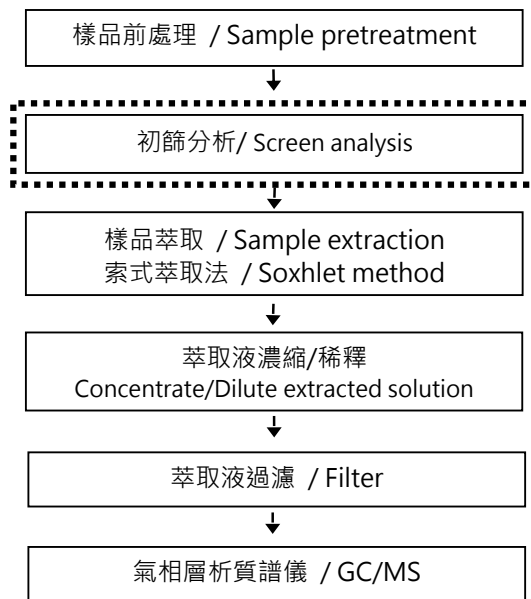 樣品前處理 / Sample pretreatment
初篩分析/ Screen analysis
樣品萃取 / Sample extraction
索式萃取法 / Soxhlet method
萃取液濃縮/稀釋
Concentrate/Dilute extracted solution
萃取液過濾 / Filter
氣相層析質譜儀 / GC/MS